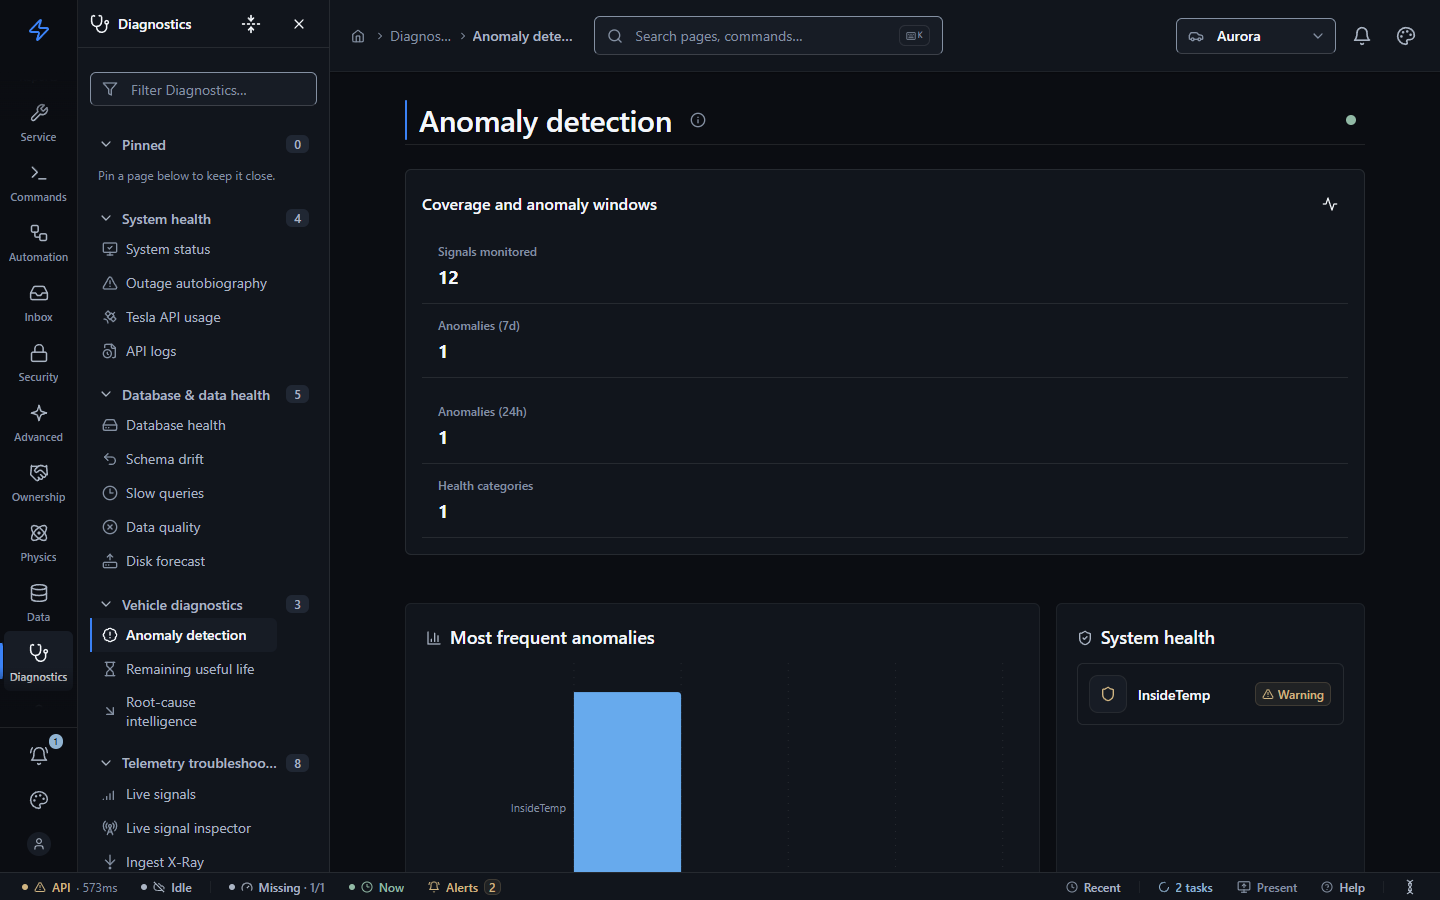 Service
Commands
Automation
Inbox
Security
Advanced
Ownership
Physics
Data
Diagnostics
1
Diagnostics
Filter Diagnostics...
Pinned 0
Pin a page below to keep it close.
System health 4
System status
Outage autobiography
Tesla API usage
API logs
Database & data health 5
Database health
Schema drift
Slow queries
Data quality
Disk forecast
Vehicle diagnostics 3
Anomaly detection
Remaining useful life
Root-cause
intelligence
Telemetry troubleshoo... 8
Live signals
Live signal inspector
Ingest X-Ray
Diagnos... Anomaly dete...
Search pages, commands... K
Aurora
Anomaly detection
Coverage and anomaly windows
Signals monitored
12
Anomalies (7d)
1
Anomalies (24h)
1
Health categories
1
Most frequent anomalies
InsideTemp
System health
InsideTemp Warning
API · 573ms Idle Missing · 1/1 Now Alerts 2 Recent 2 tasks Present Help